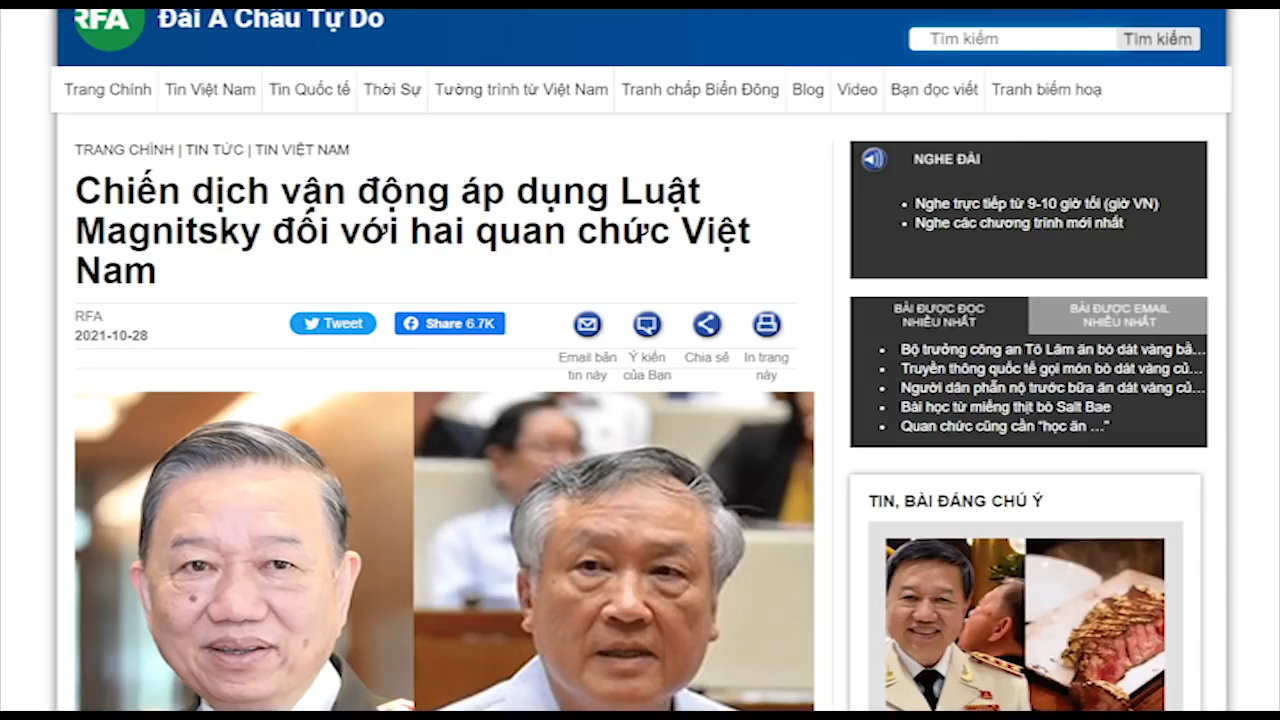 RFA
Đài Á Châu Tự Do
Tìm kiếm
Tìm kiếm
Trang Chính
Tin Việt Nam
Tin Quốc tế
Thời Sự
Tường trình từ Việt Nam
Tranh chấp Biển Đông
Blog
Video
Bạn đọc viết
Tranh biếm hoạ
TRANG CHÍNH | TIN TỨC | TIN VIỆT NAM
Chiến dịch vận động áp dụng Luật
Magnitsky đối với hai quan chức Việt
Nam
RFA
2021-10-28
Tweet
Share 6.7K
Email bản
tin này
Ý kiến
của Bạn
Chia sẻ
In trang
này
NGHE ĐÀI
Nghe trực tiếp từ 9-10 giờ tối (giờ VN)
Nghe các chương trình mới nhất
BÀI ĐƯỢC ĐỌC
NHIỀU NHẤT
BÀI ĐƯỢC EMAIL
NHIỀU NHẤT
Bộ trưởng công an Tô Lâm ăn bò dát vàng bằ...
Truyền thông quốc tế gọi món bò dát vàng củ...
Người dân phẫn nộ trước bữa ăn dát vàng củ...
Bài học từ miếng thịt bò Salt Bae
Quan chức cũng cần “học ăn …”
TIN, BÀI ĐÁNG CHÚ Ý